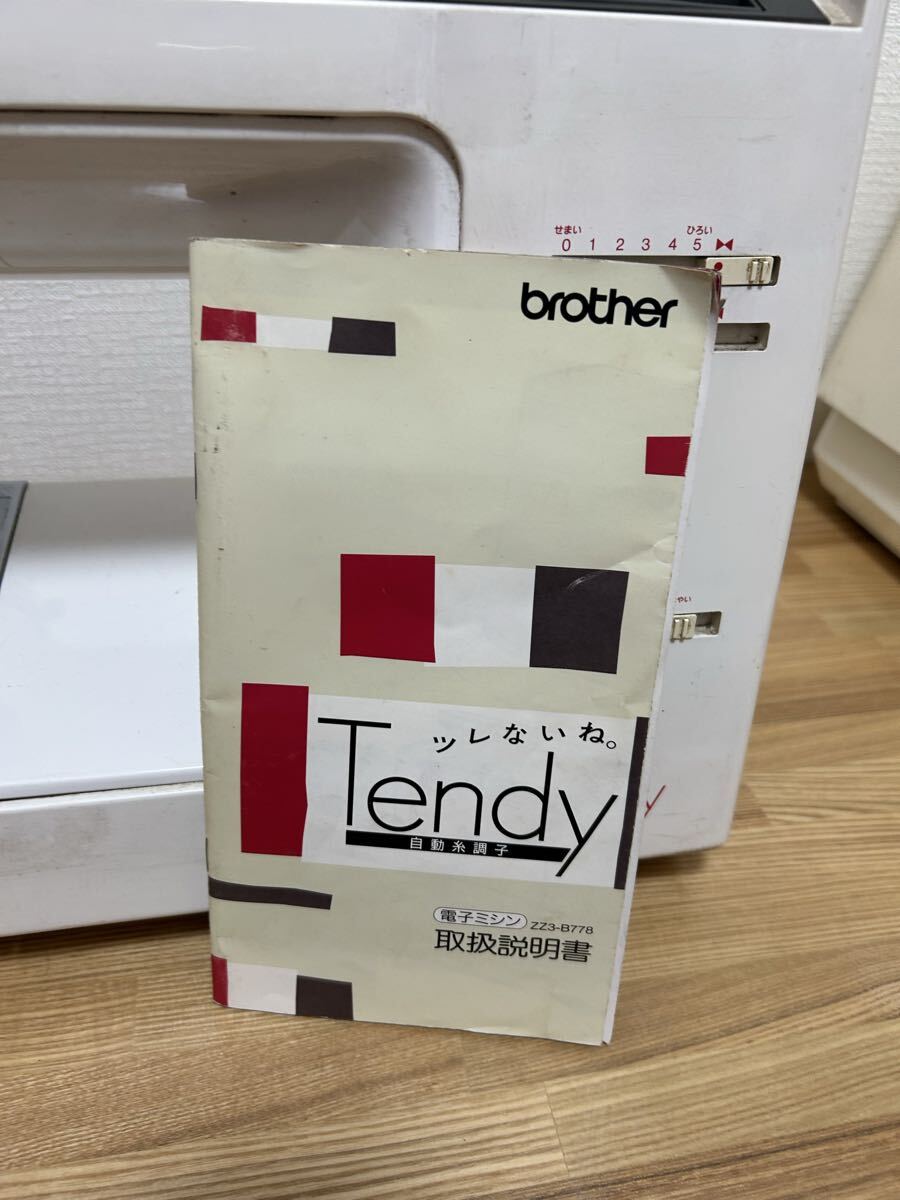 せまい ひろい
0 1 2 3 4 5
brother
ツレないね。
Tendy
自動糸調子
電子ミシン ZZ3-B778
取扱説明書